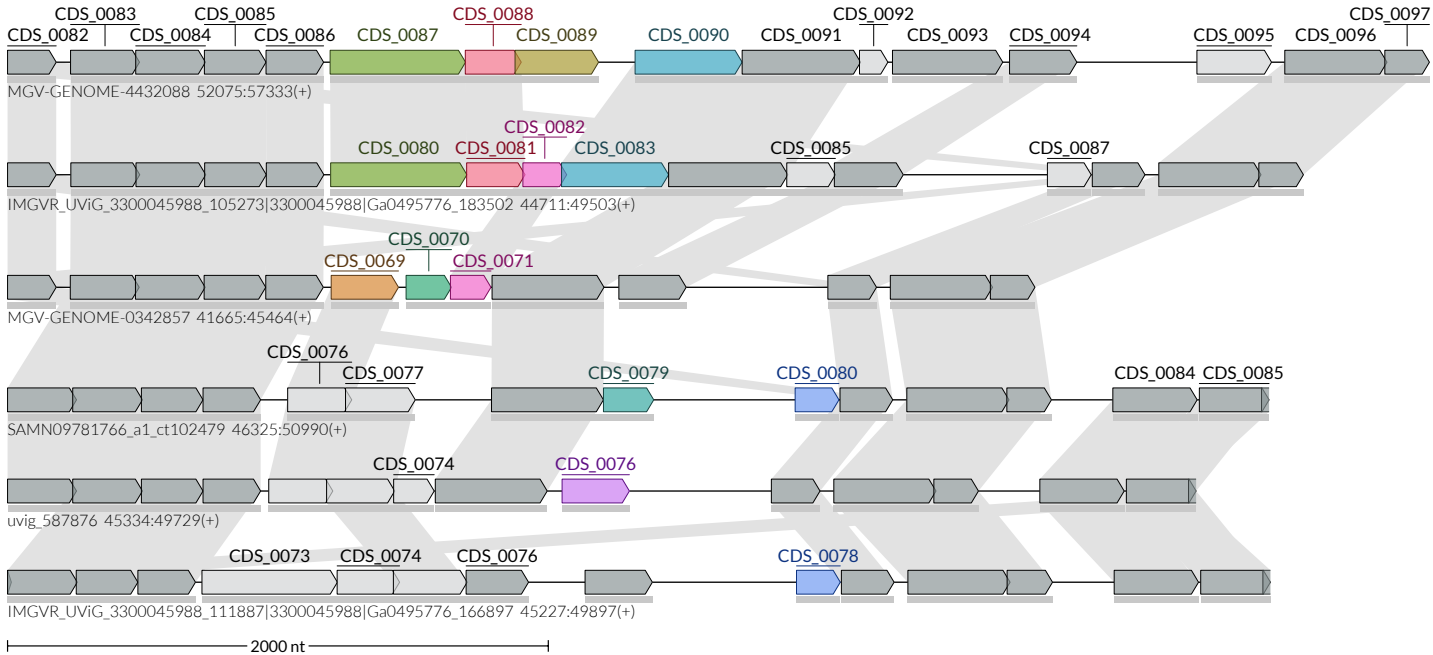 CDS_0083 CDS_0085 CDS_0088 CDS_0092 CDS_0097
CDS_0082 CDS_0084 CDS_0086 CDS_0087 CDS_0089 CDS_0090 CDS_0091 CDS_0093 CDS_0094 CDS_0095 CDS_0096
MGV-GENOME-4432088 52075:57333(+)
CDS_0082
CDS_0080 CDS_0081 CDS_0083 CDS_0085 CDS_0087
IMGVR_UViG_3300045988_105273|3300045988|Ga0495776_183502 44711:49503(+)
CDS_0070
CDS_0069 CDS_0071
MGV-GENOME-0342857 41665:45464(+)
CDS_0076
CDS_0077 CDS_0079 CDS_0080 CDS_0084 CDS_0085
SAMN09781766_a1_ct102479 46325:50990(+)
CDS_0074 CDS_0076
uvig_587876 45334:49729(+)
CDS_0073 CDS_0074 CDS_0076 CDS_0078
IMGVR_UViG_3300045988_111887|3300045988|Ga0495776_166897 45227:49897(+)
2000 nt